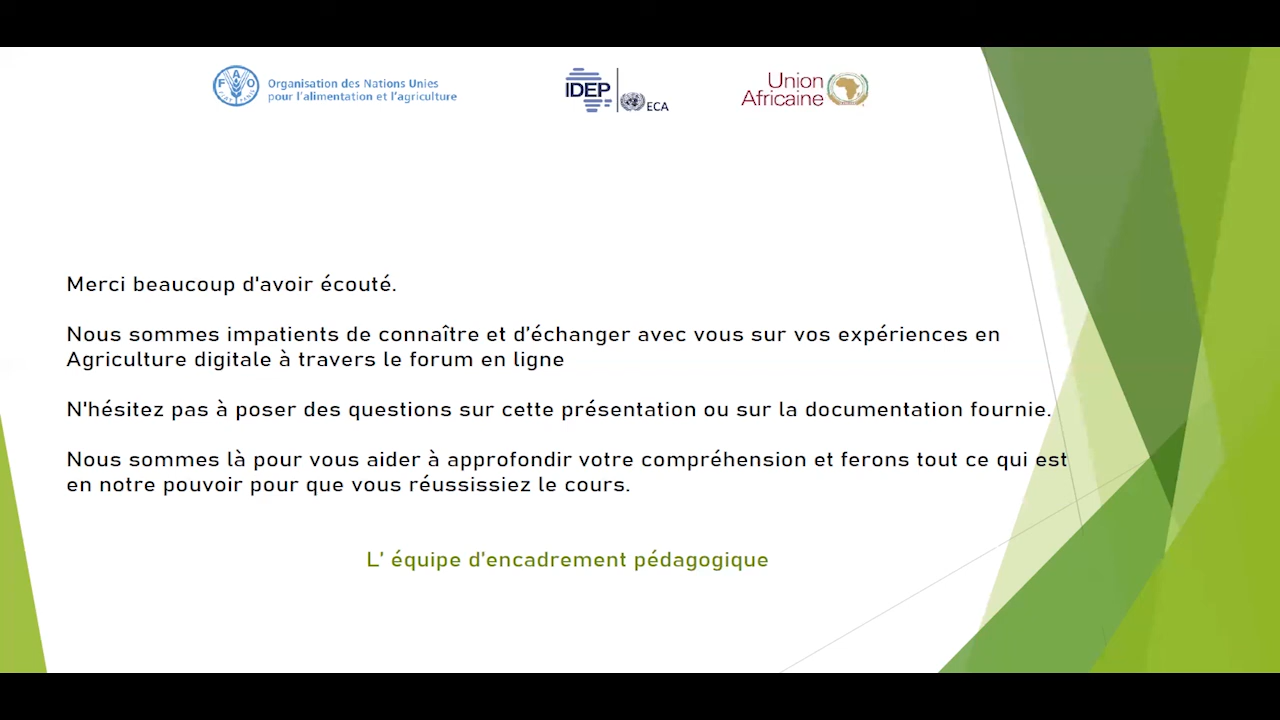 FAO
Organisation des Nations Unies
pour l'alimentation et l'agriculture
IDEP
ECA
Union
Africaine
Merci beaucoup d'avoir écouté.
Nous sommes impatients de connaître et d'échanger avec vous sur vos expériences en
Agriculture digitale à travers le forum en ligne
N'hésitez pas à poser des questions sur cette présentation ou sur la documentation fournie.
Nous sommes là pour vous aider à approfondir votre compréhension et ferons tout ce qui est
en notre pouvoir pour que vous réussissiez le cours.
L' équipe d'encadrement pédagogique